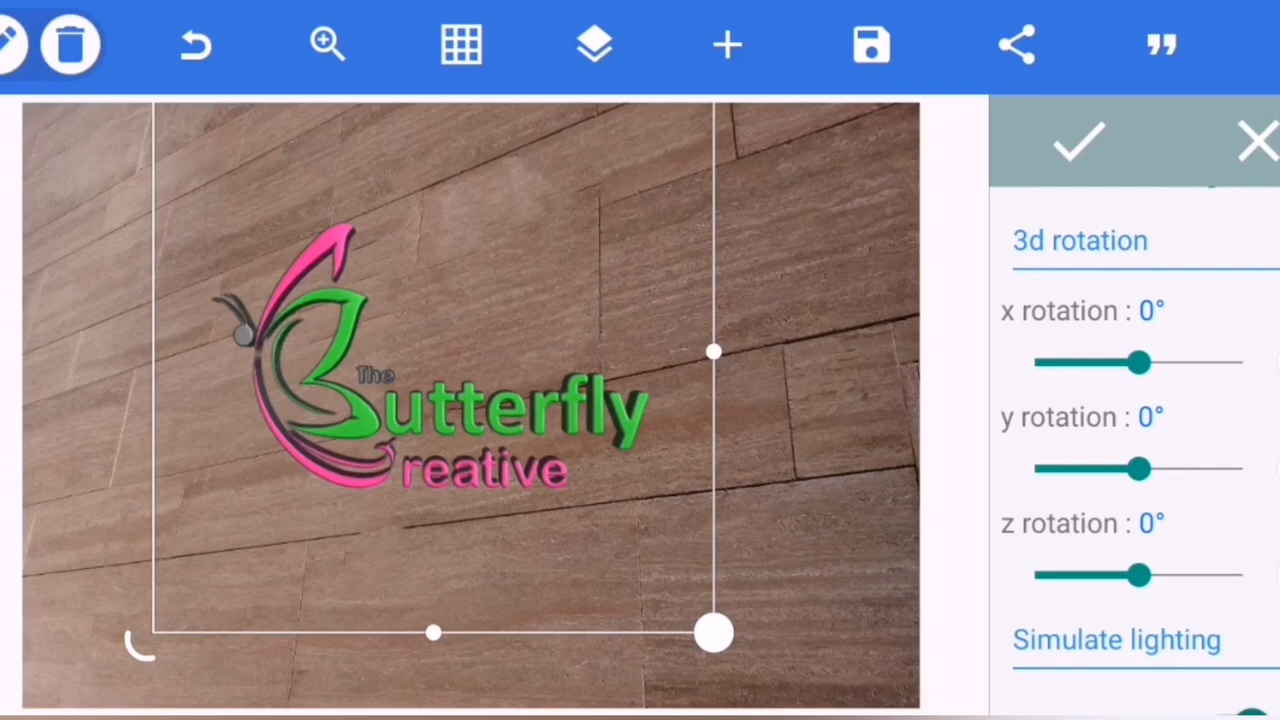 3d rotation
x rotation : 0°
y rotation : 0°
z rotation : 0°
Simulate lighting
The
Butterfly
Creative